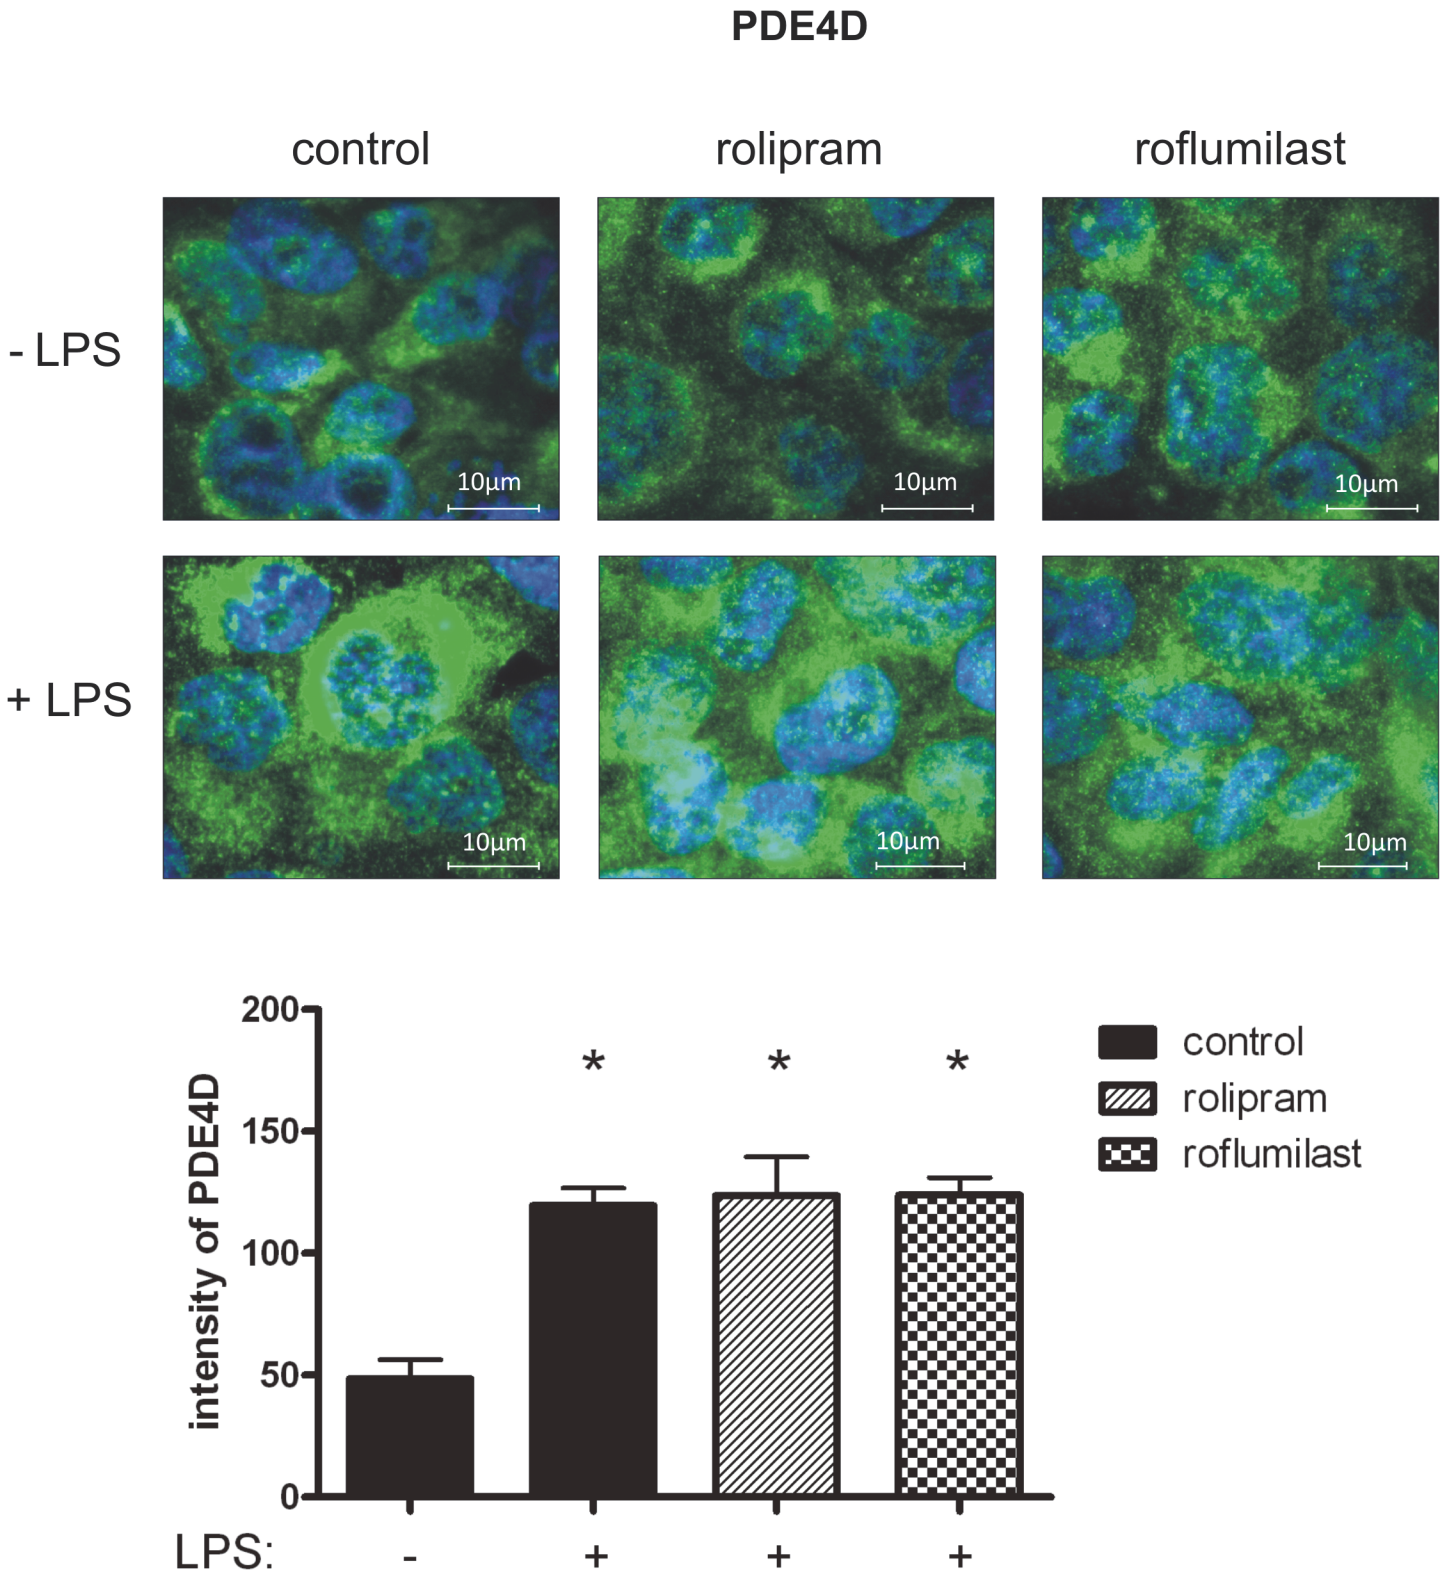 PDE4D
control rolipram roflumilast
- LPS
10µm 10µm 10µm
+ LPS
10µm 10µm 10µm
200
150
100
50
0
intensity of PDE4D
* * *
control
rolipram
roflumilast
LPS: - + + +